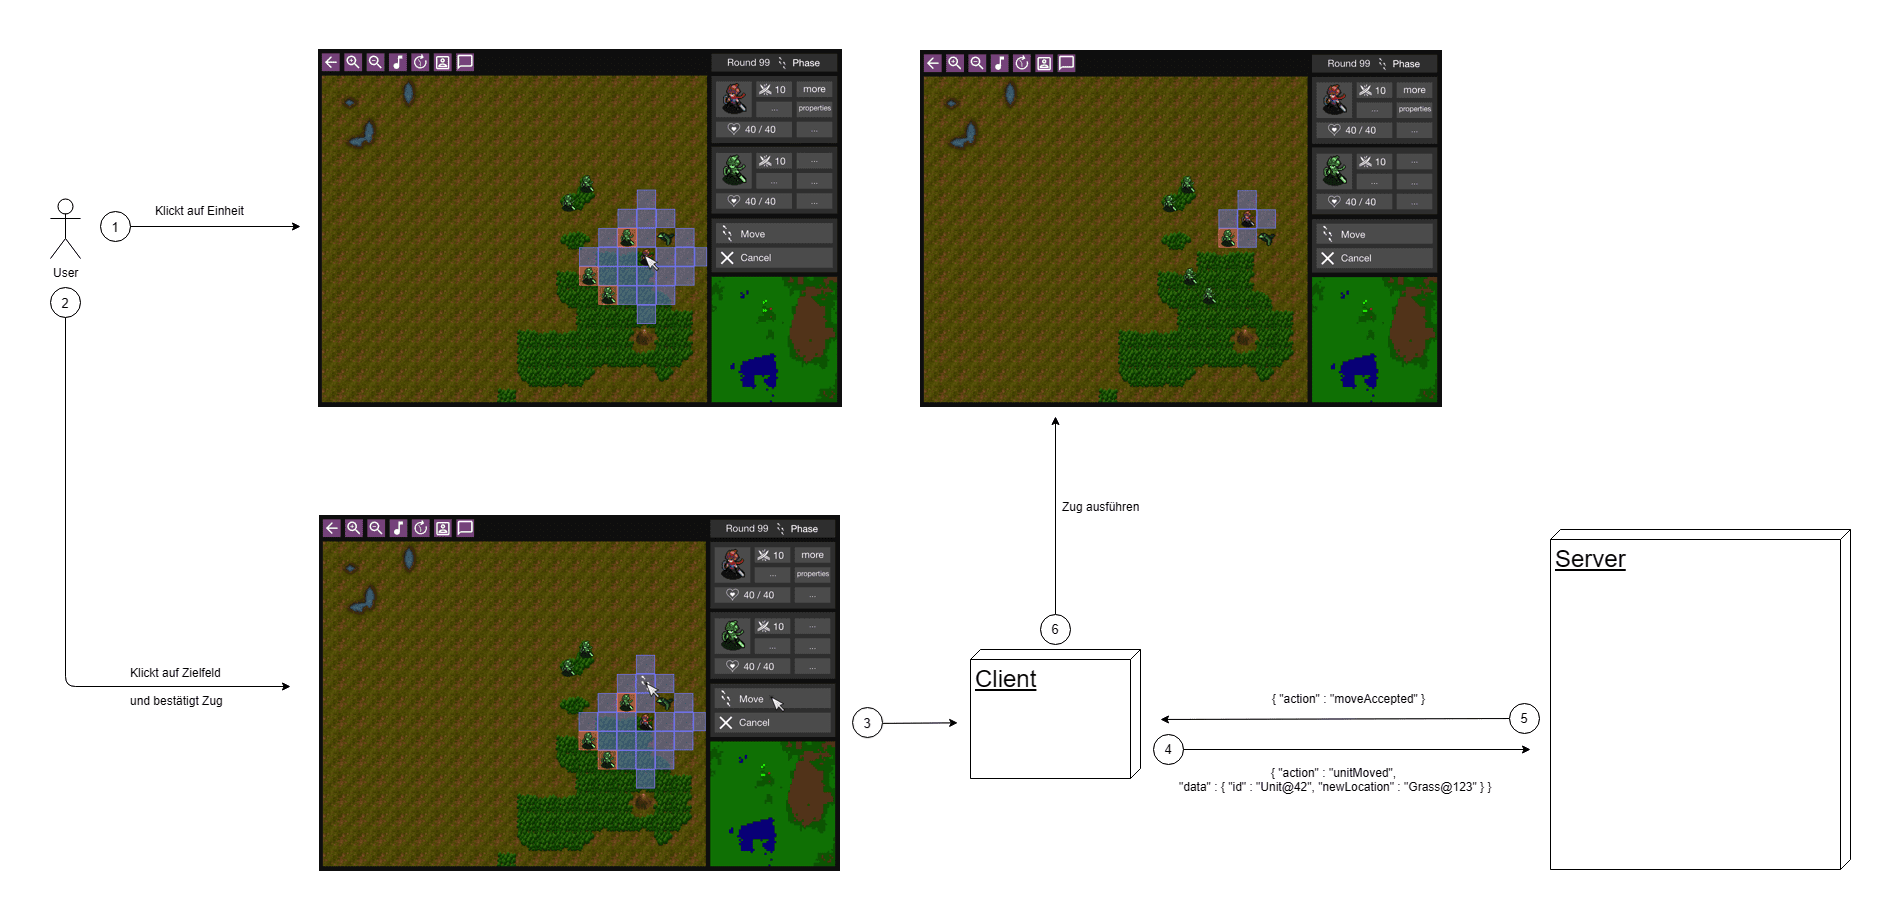 Round 99 Phase
10 more
... properties
40 / 40 ...
10 ...
... ...
40 / 40 ...
Move
Cancel
Round 99 Phase
10 more
... properties
40 / 40 ...
10 ...
... ...
40 / 40 ...
Move
Cancel
User
1
Klickt auf Einheit
2
Klickt auf Zielfeld
und bestätigt Zug
Round 99 Phase
10 more
... properties
40 / 40 ...
10 ...
... ...
40 / 40 ...
Move
Cancel
3
Client
6
Zug ausführen
{ "action" : "moveAccepted" }
5
4
{ "action" : "unitMoved",
"data" : { "id" : "Unit@42", "newLocation" : "Grass@123" } }
Server